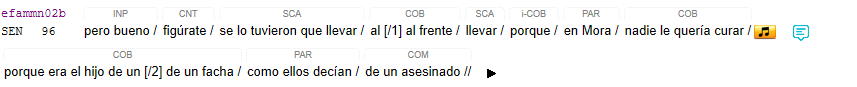 efammn02b INP CNT SCA COB SCA i-COB PAR COB
SEN 96 pero bueno / figúrate / se lo tuvieron que llevar / al [/1] al frente / llevar / porque / en Mora / nadie le quería curar /
COB PAR COM
porque era el hijo de un [/2] de un facha / como ellos decían / de un asesinado //